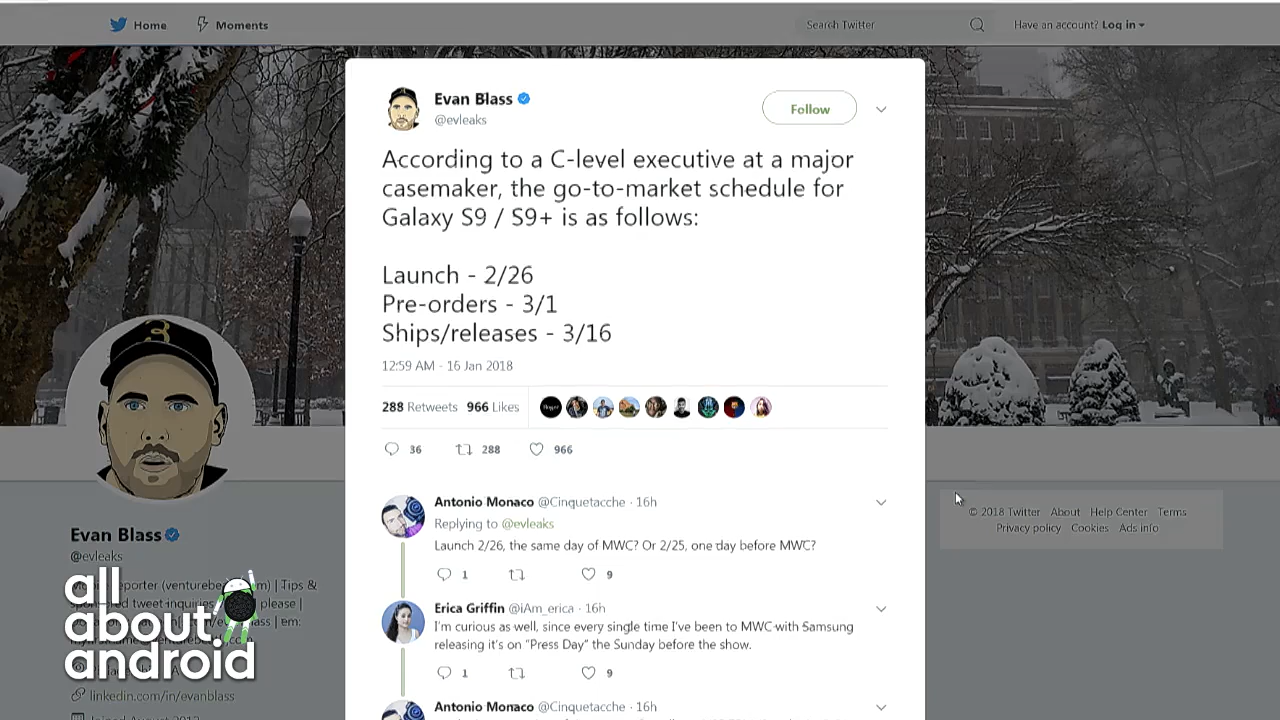 Home Moments Search Twitter Have an account? Log in
Evan Blass
@evleaks
Follow
According to a C-level executive at a major
casemaker, the go-to-market schedule for
Galaxy S9 / S9+ is as follows:
Launch - 2/26
Pre-orders - 3/1
Ships/releases - 3/16
12:59 AM - 16 Jan 2018
288 Retweets 966 Likes
36 288 966
Antonio Monaco @Cinquetacche · 16h
Replying to @evleaks
Launch 2/26, the same day of MWC? Or 2/25, one day before MWC?
1 9
Erica Griffin @iAm_erica · 16h
I'm curious as well, since every single time I've been to MWC with Samsung
releasing it's on "Press Day" the Sunday before the show.
1 9
Antonio Monaco @Cinquetacche · 16h
Evan Blass
@evleaks
(venturebe
| Tips &
tweet inquiries
please |
linkedin.com/in/evanblass
Joined August 2012
all
about
android
© 2018 Twitter About Help Center Terms
Privacy policy Cookies Ads info